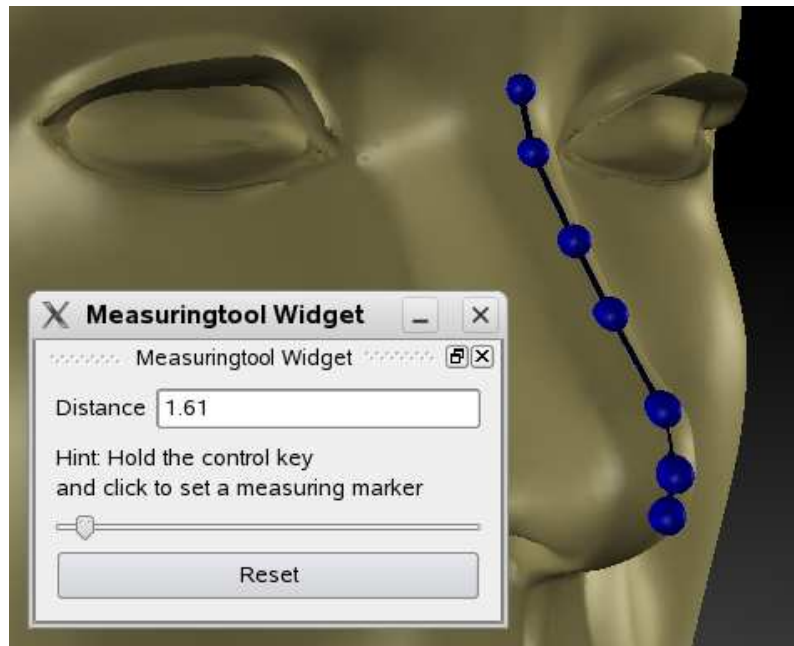 Measuringtool Widget
Measuringtool Widget
Distance 1.61
Hint: Hold the control key
and click to set a measuring marker
Reset